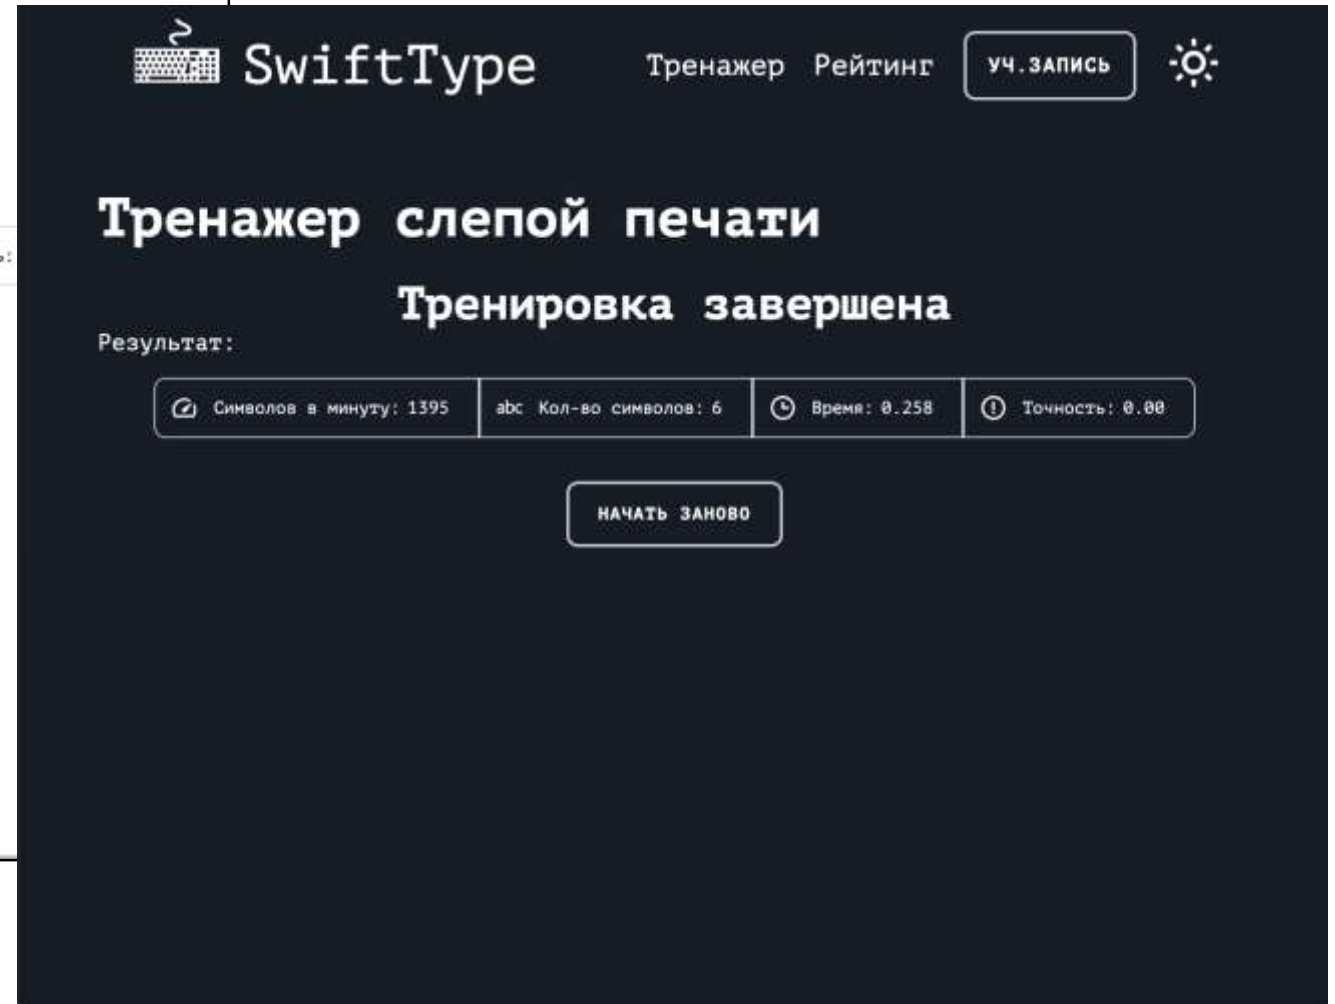 SwiftType
Тренажер Рейтинг УЧ.ЗАПИСЬ
Тренажер слепой печати
Тренировка завершена
Результат:
Символов в минуту: 1395 abc Кол-во символов: 6 Время: 0.258 Точность: 0.00
НАЧАТЬ ЗАНОВО